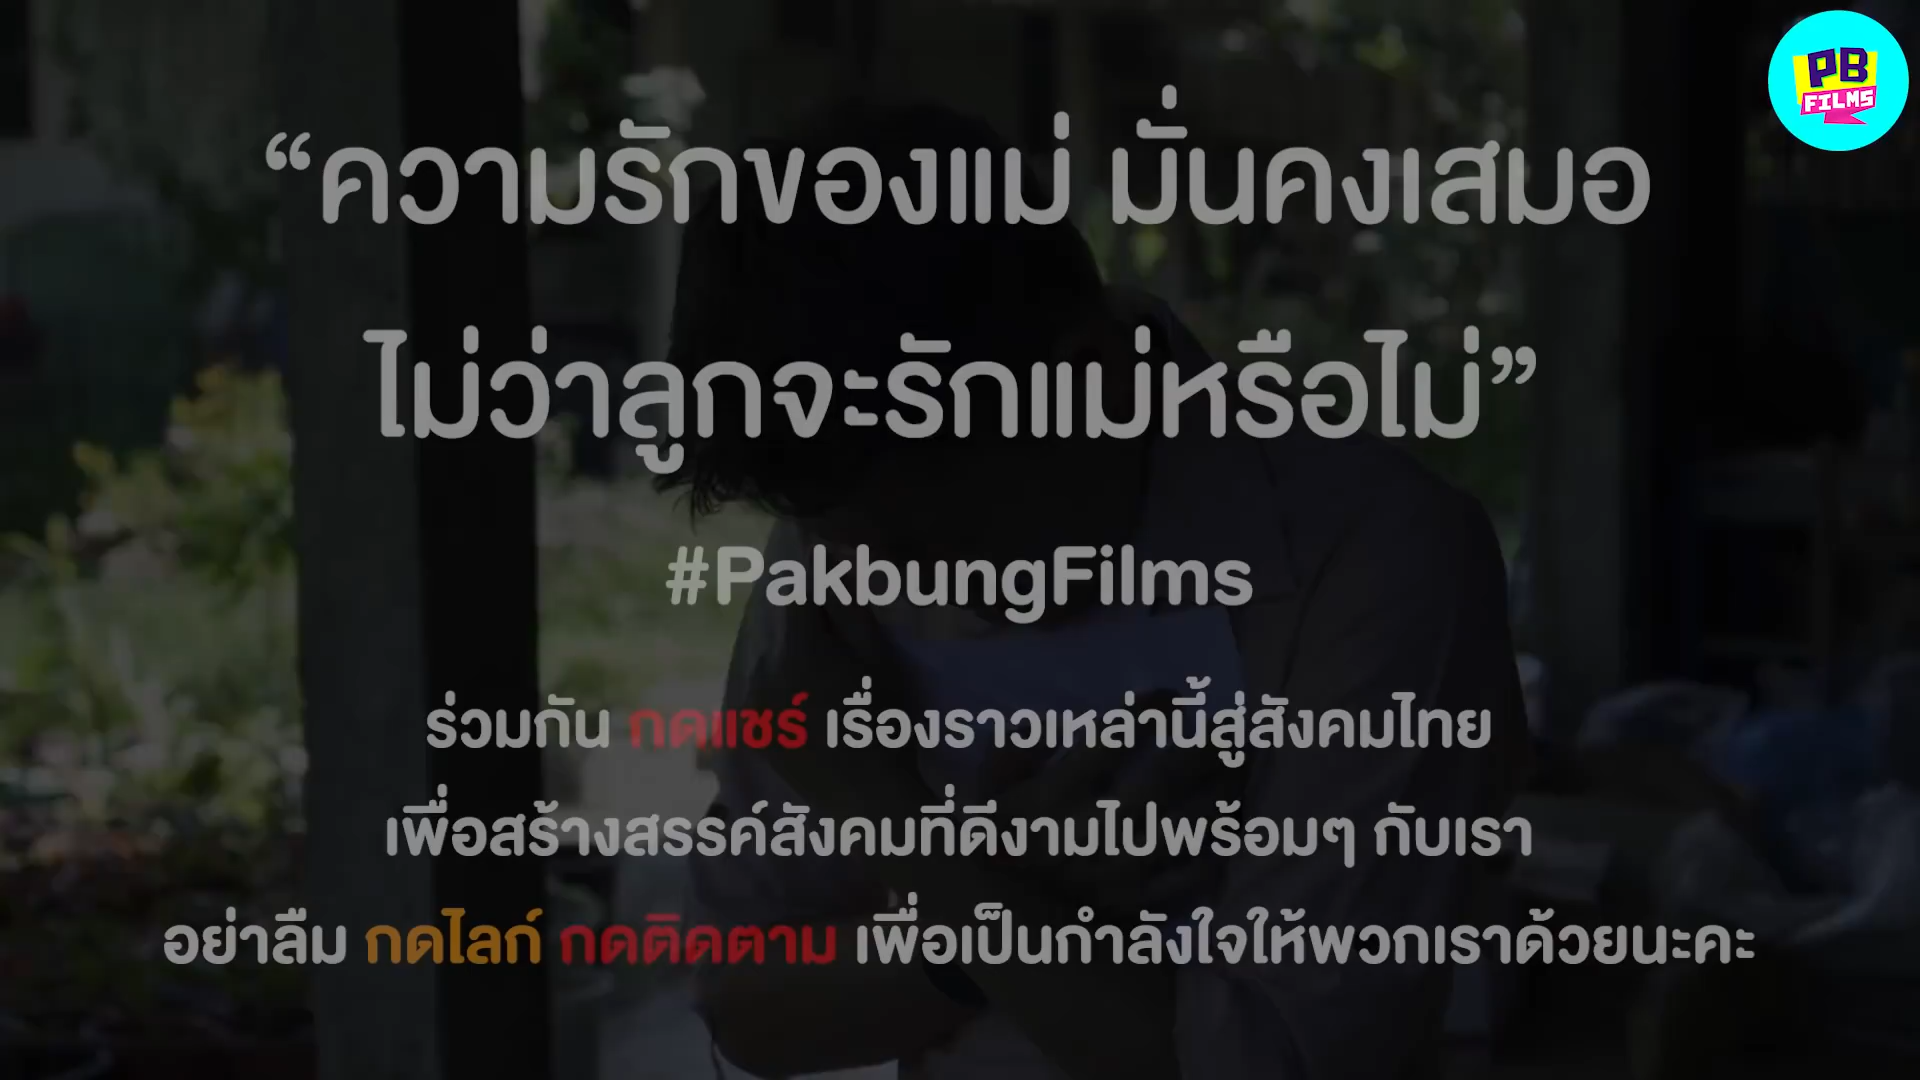 PB
FILMS
“ความรักของแม่ มั่นคงเสมอ
ไม่ว่าลูกจะรักแม่หรือไม่”
#PakbungFilms
ร่วมกัน กดแชร์ เรื่องราวเหล่านี้สู่สังคมไทย
เพื่อสร้างสรรค์สังคมที่ดีงามไปพร้อมๆ กับเรา
อย่าลืม กดไลก์ กดติดตาม เพื่อเป็นกำลังใจให้พวกเราด้วยนะคะ